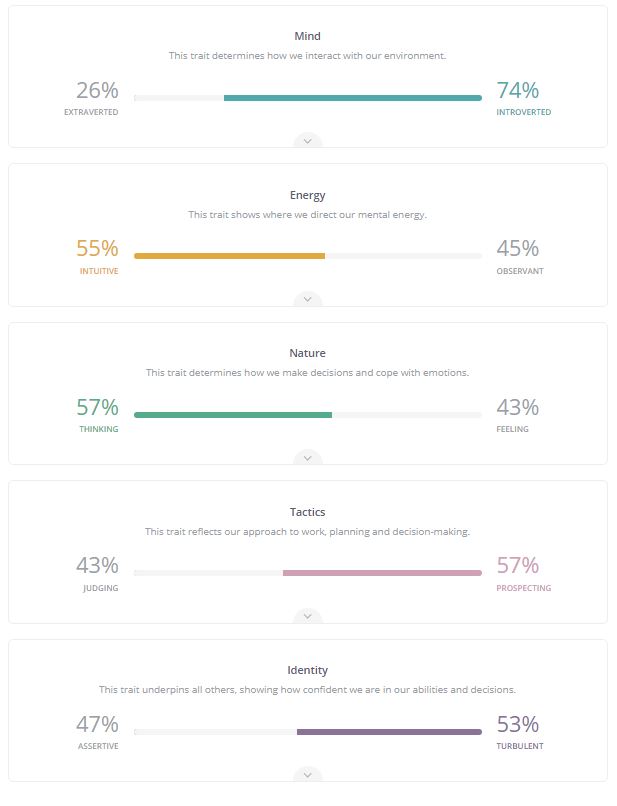 Mind
This trait determines how we interact with our environment.
26% 74%
EXTRAVERTED INTROVERTED
Energy
This trait shows where we direct our mental energy.
55% 45%
INTUITIVE OBSERVANT
Nature
This trait determines how we make decisions and cope with emotions.
57% 43%
THINKING FEELING
Tactics
This trait reflects our approach to work, planning and decision-making.
43% 57%
JUDGING PROSPECTING
Identity
This trait underpins all others, showing how confident we are in our abilities and decisions.
47% 53%
ASSERTIVE TURBULENT